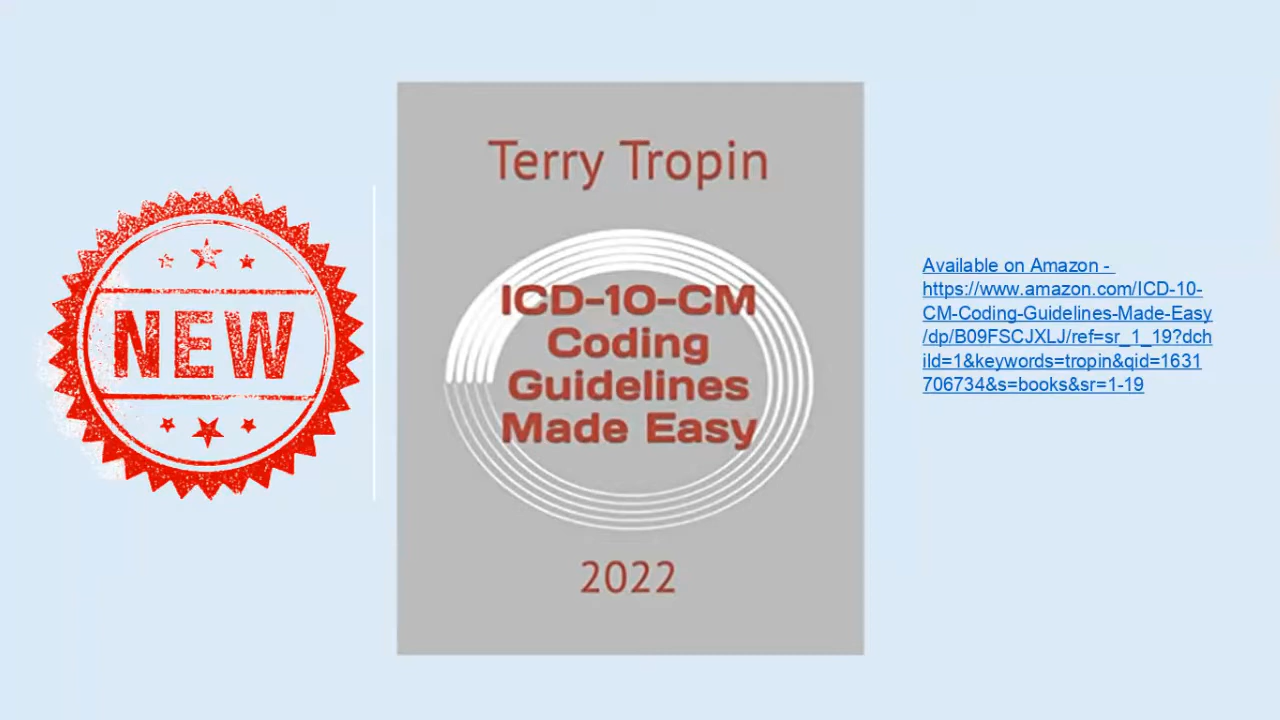 NEW
Terry Tropin
ICD-10-CM
Coding
Guidelines
Made Easy
2022
Available on Amazon -
https://www.amazon.com/ICD-10-
CM-Coding-Guidelines-Made-Easy
/dp/B09FSCJXLJ/ref=sr_1_19?dch
ild=1&keywords=tropin&qid=1631
706734&s=books&sr=1-19